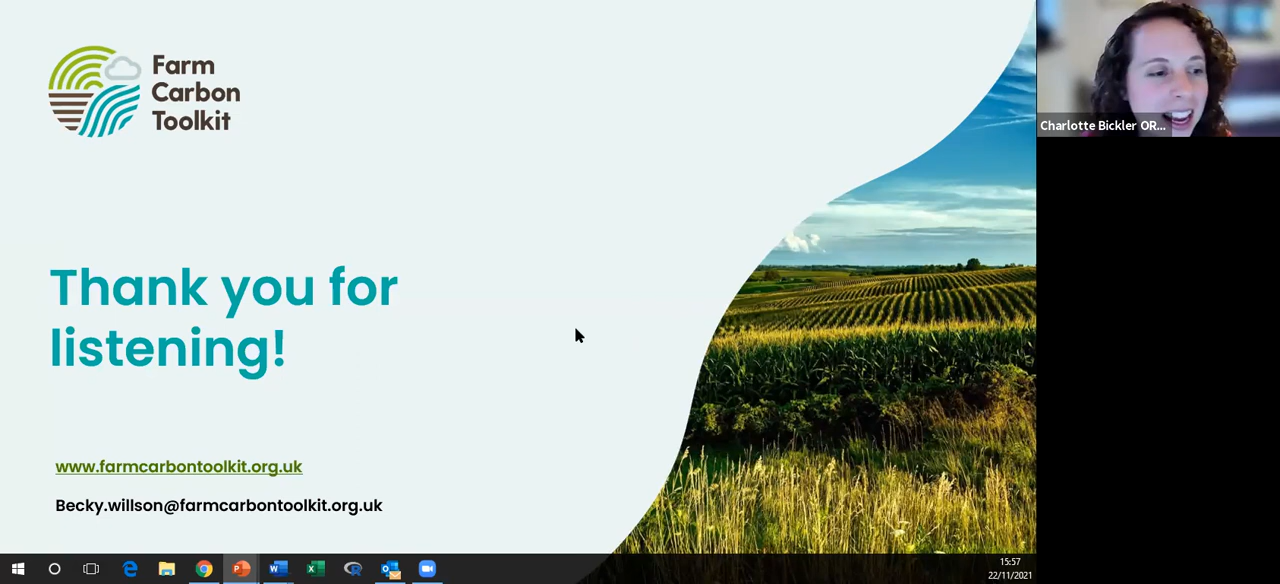 Farm
Carbon
Toolkit
Charlotte Bickler OR...
Thank you for
listening!
www.farmcarbontoolkit.org.uk
Becky.willson@farmcarbontoolkit.org.uk
15:57
22/11/2021